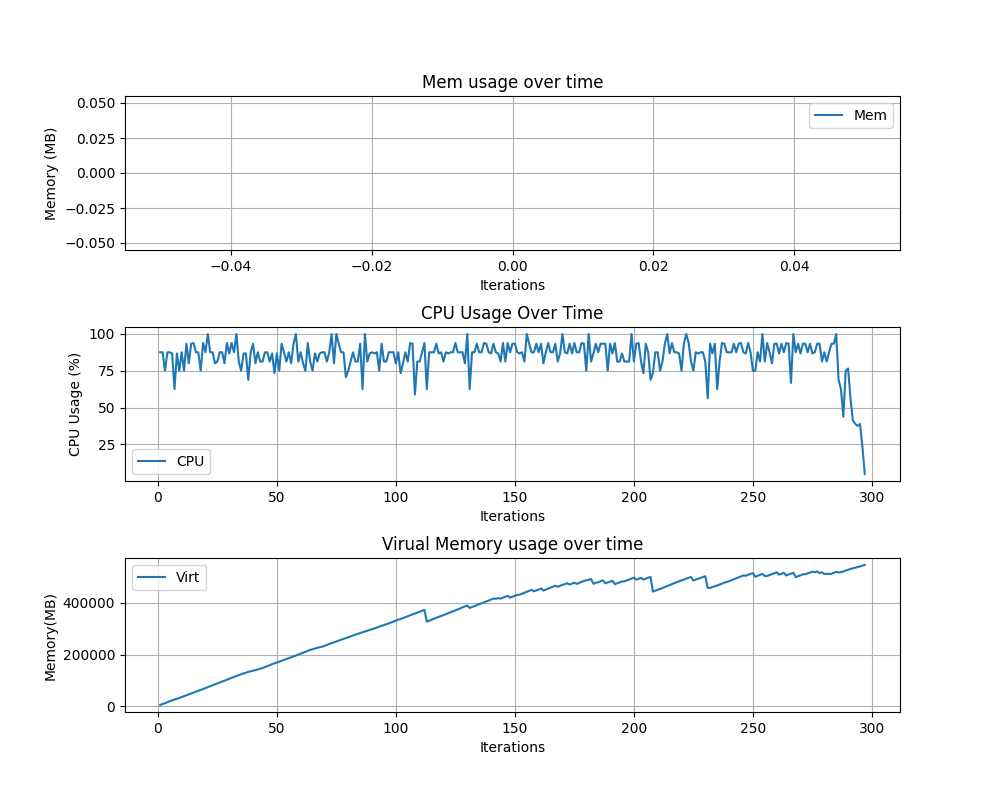 Mem usage over time
Memory (MB)
0.050
0.025
0.000
−0.025
−0.050
Mem
−0.04 −0.02 0.00 0.02 0.04
Iterations
CPU Usage Over Time
CPU Usage (%)
100
75
50
25
CPU
0 50 100 150 200 250 300
Iterations
Virual Memory usage over time
Memory(MB)
400000
200000
0
Virt
0 50 100 150 200 250 300
Iterations